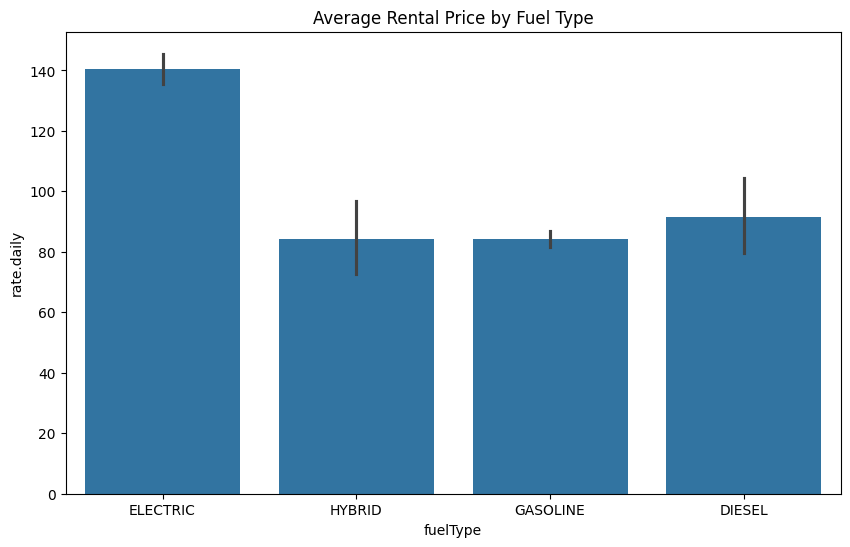 Average Rental Price by Fuel Type
rate.daily
140
120
100
80
60
40
20
0
ELECTRIC HYBRID GASOLINE DIESEL
fuelType